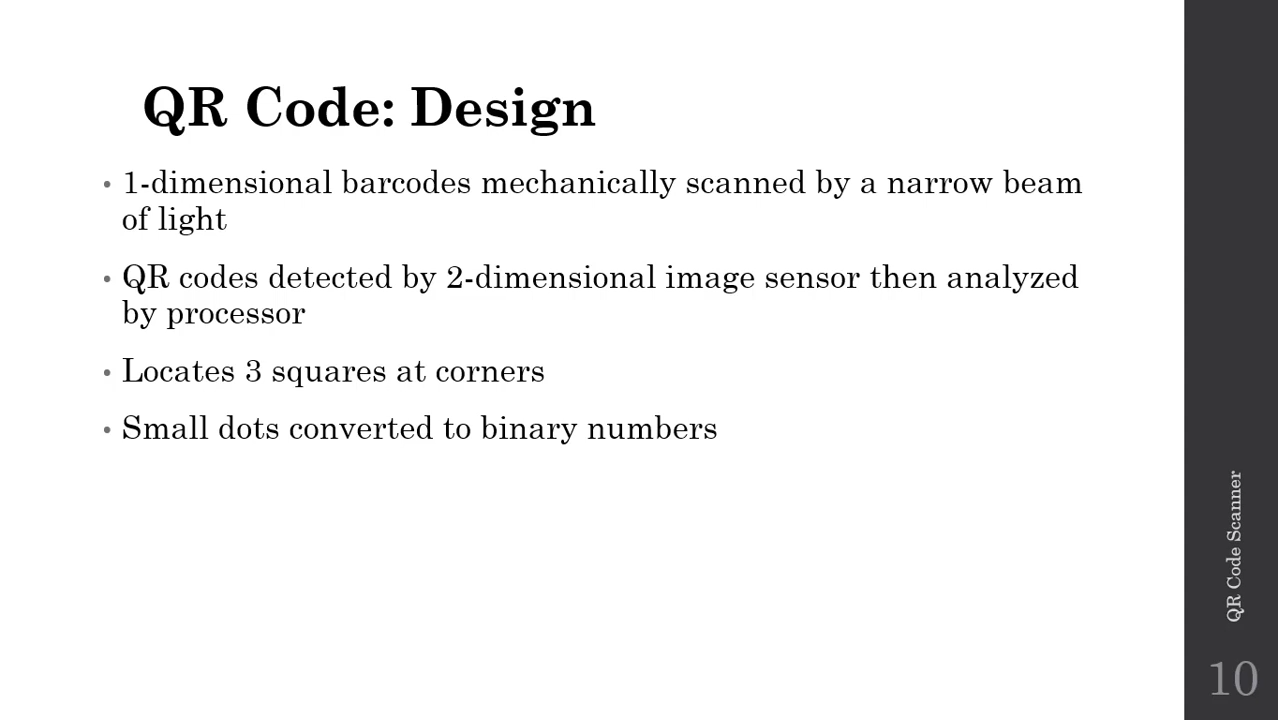 QR Code: Design
• 1-dimensional barcodes mechanically scanned by a narrow beam
of light
• QR codes detected by 2-dimensional image sensor then analyzed
by processor
• Locates 3 squares at corners
• Small dots converted to binary numbers
QR Code Scanner
10